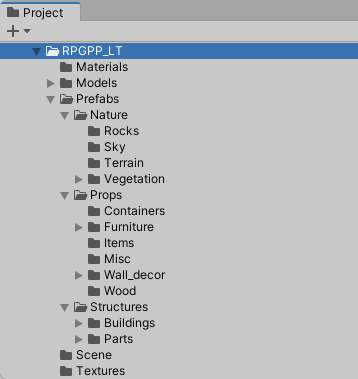 Project
RPGPP_LT
Materials
Models
Prefabs
Nature
Rocks
Sky
Terrain
Vegetation
Props
Containers
Furniture
Items
Misc
Wall_decor
Wood
Structures
Buildings
Parts
Scene
Textures